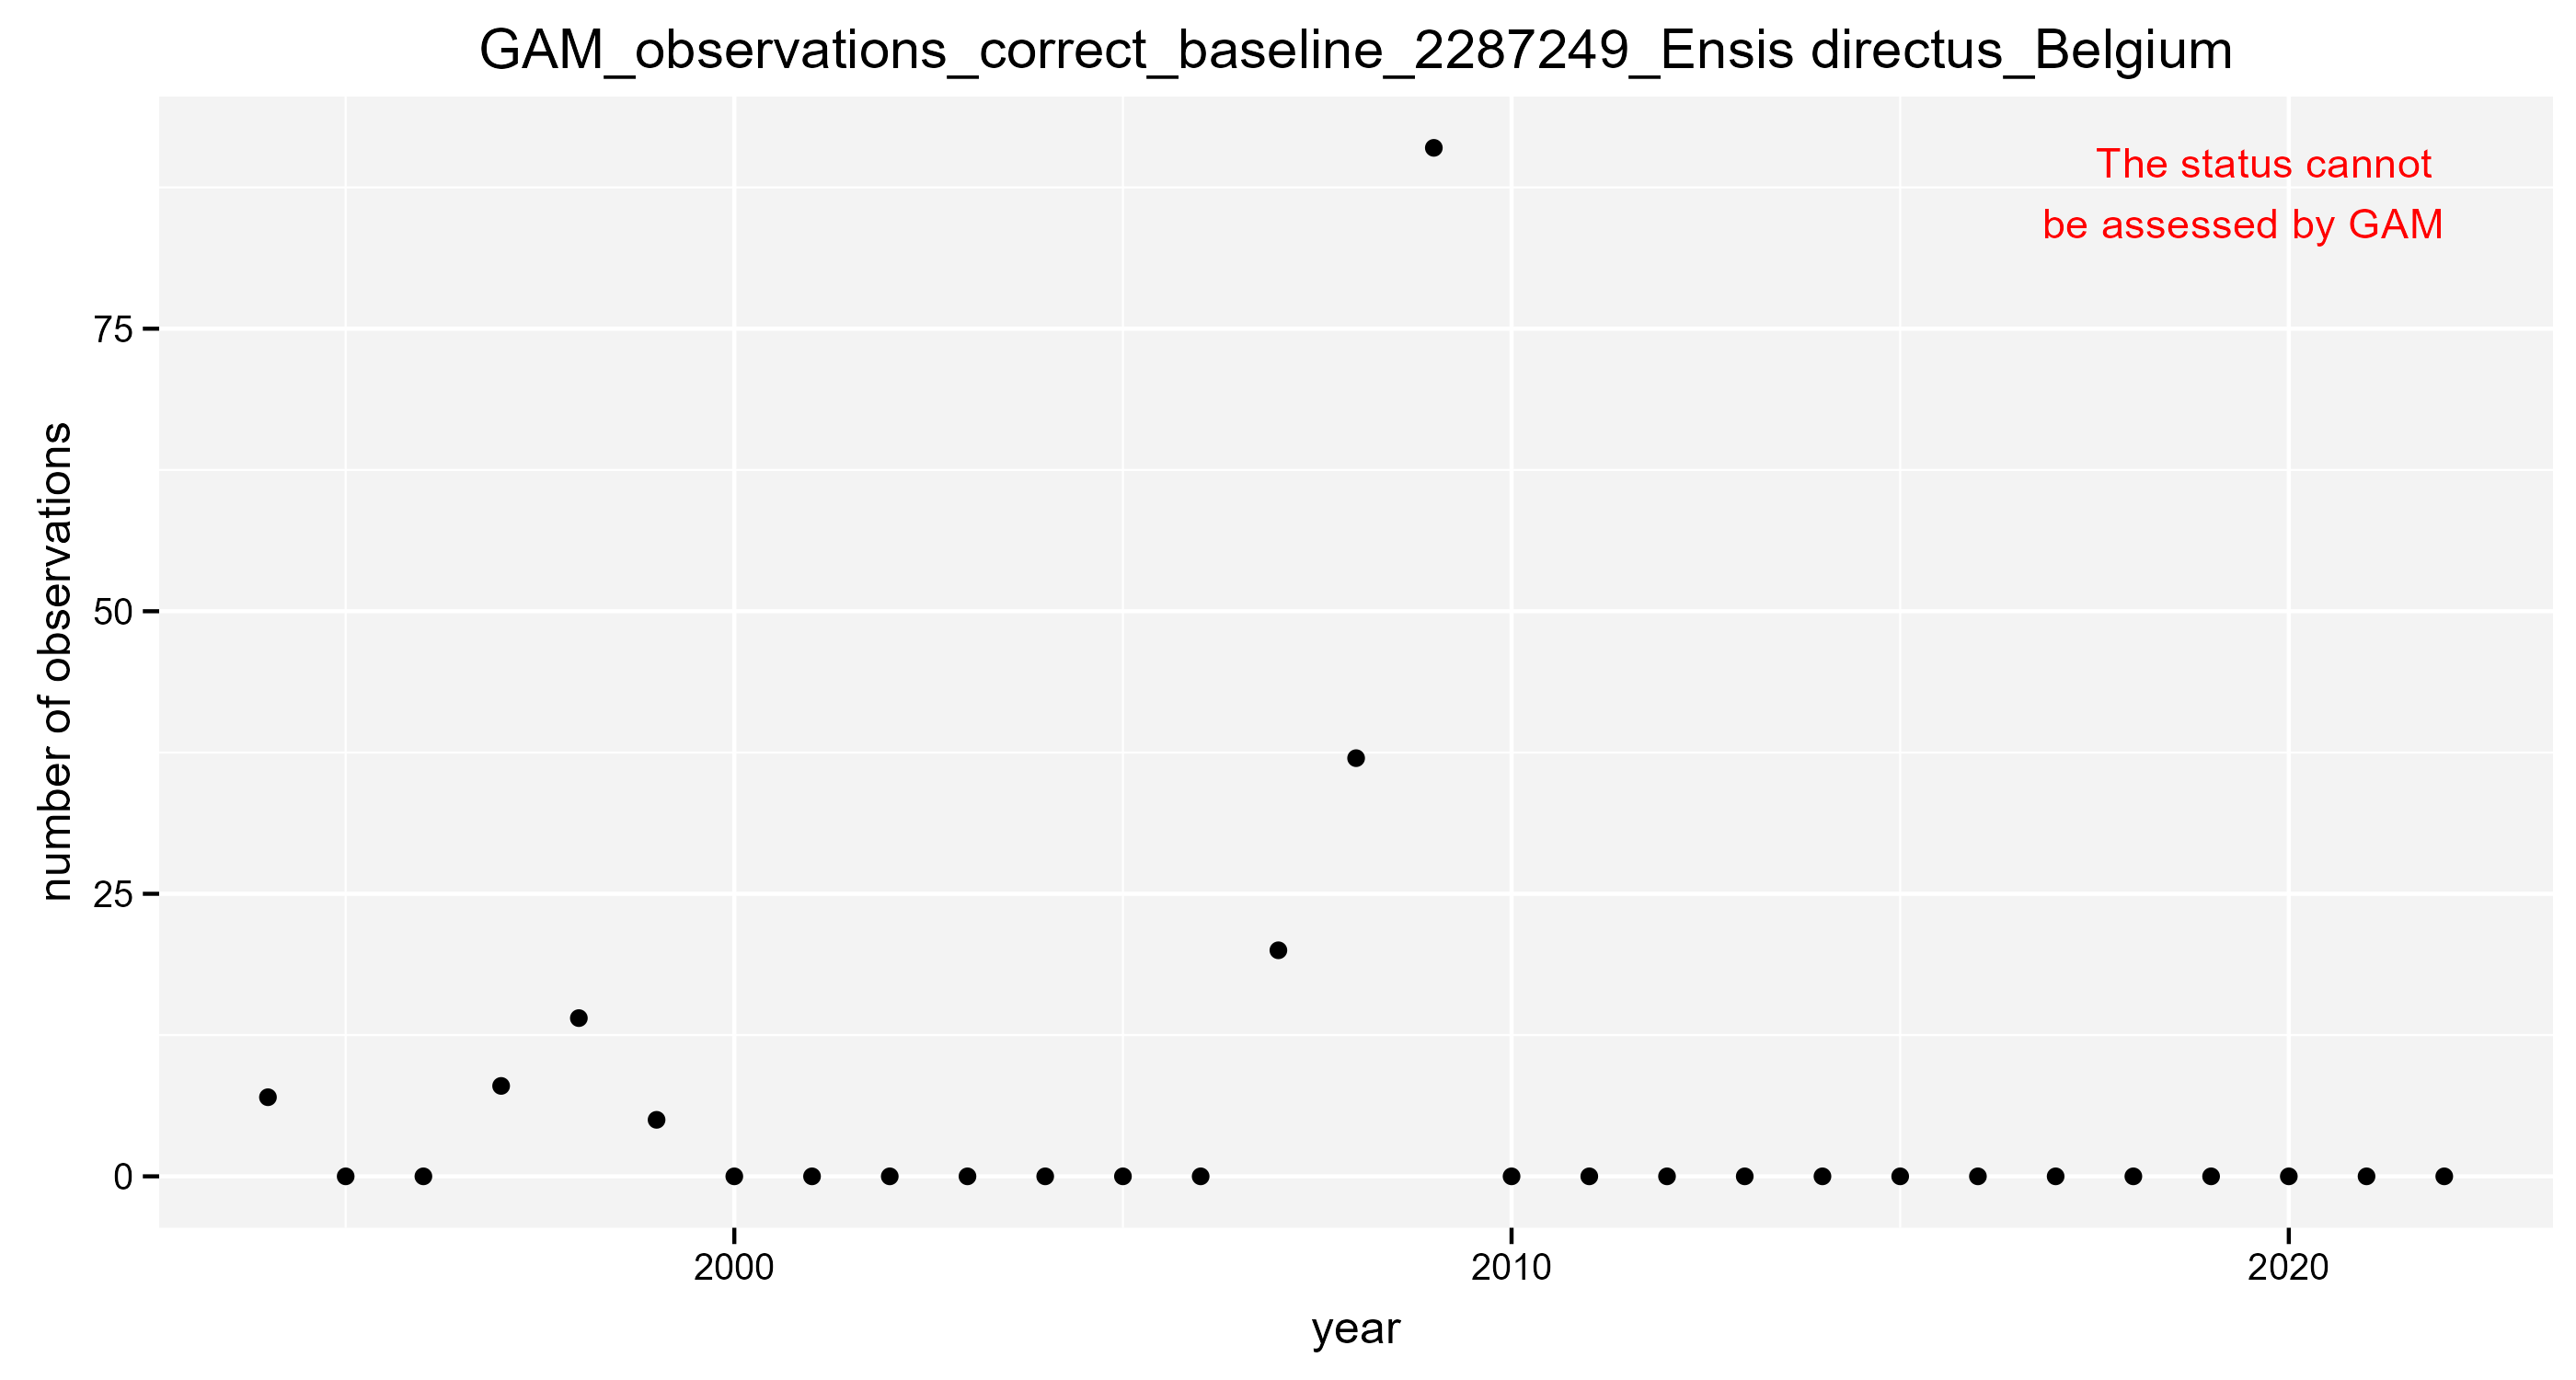 GAM_observations_correct_baseline_2287249_Ensis directus_Belgium
The status cannot
be assessed by GAM
number of observations
75
50
25
0
2000
2010
2020
year